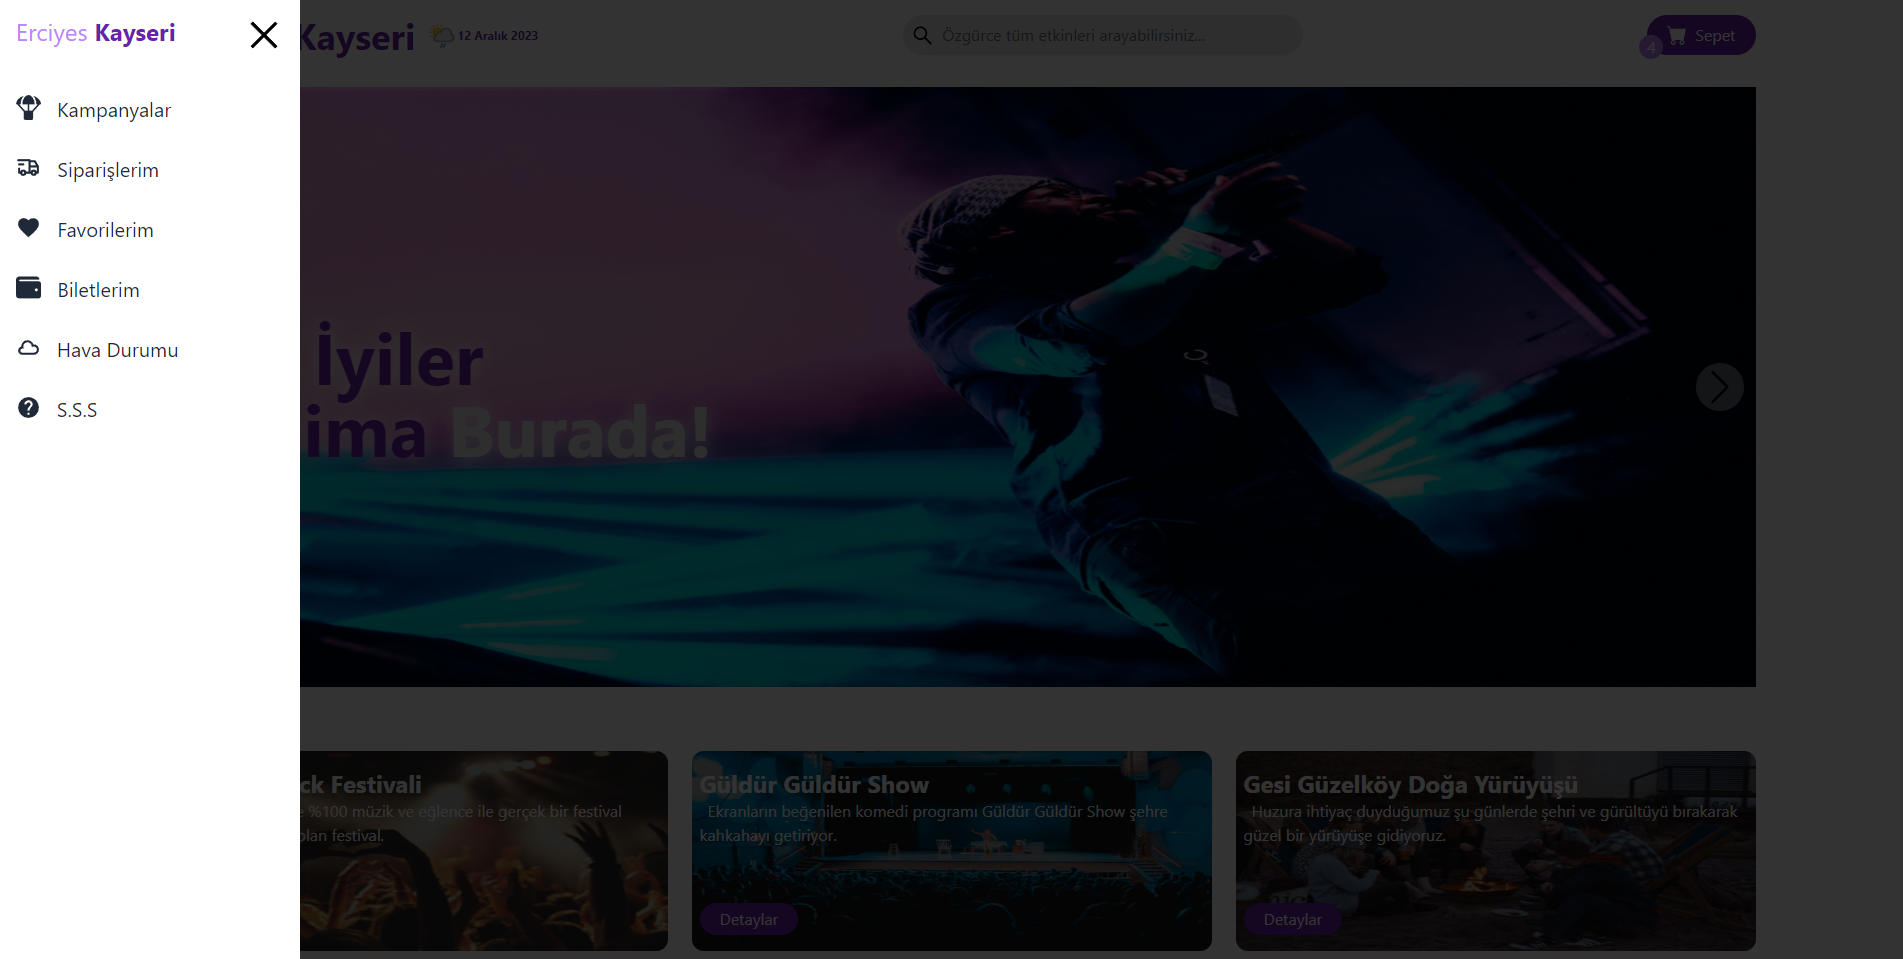 Erciyes Kayseri
Kampanyalar
Siparişlerim
Favorilerim
Biletlerim
Hava Durumu
S.S.S
Kayseri
12 Aralık 2023
Özgürce tüm etkinleri arayabilirsiniz...
4
Sepet
İyiler
ima Burada!
ck Festivali
e %100 müzik ve eğlence ile gerçek bir festival
olan festival.
Güldür Güldür Show
Ekranların beğenilen komedi programı Güldür Güldür Show şehre
kahkahayı getiriyor.
Detaylar
Gesi Güzelköy Doğa Yürüyüşü
Huzura ihtiyaç duyduğumuz şu günlerde şehri ve gürültüyü bırakarak
güzel bir yürüyüşe gidiyoruz.
Detaylar